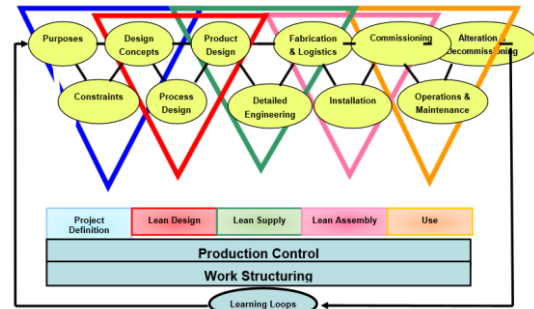 Purposes
Design
Concepts
Product
Design
Fabrication
& Logistics
Commissioning
Alteration &
Decommissioning
Constraints
Process
Design
Detailed
Engineering
Installation
Operations &
Maintenance
Project
Definition
Lean Design
Lean Supply
Lean Assembly
Use
Production Control
Work Structuring
Learning Loops